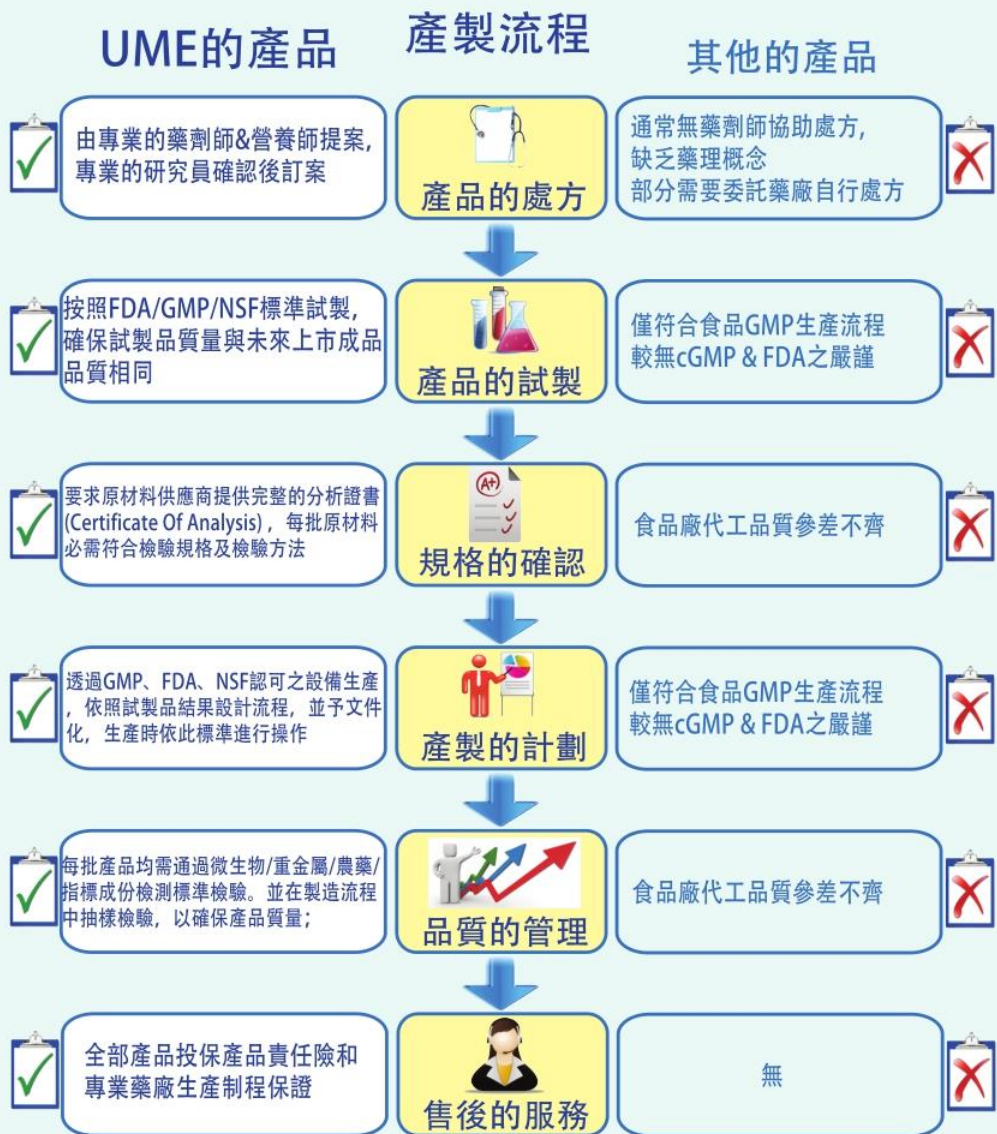 UME的產品
產製流程
其他的產品
由專業的藥劑師&營養師提案,
專業的研究員確認後訂案
產品的處方
通常無藥劑師協助處方,
缺乏藥理概念
部分需要委託藥廠自行處方
按照FDA/GMP/NSF標準試製,
確保試製品質量與未來上市成品
品質相同
產品的試製
僅符合食品GMP生產流程
較無cGMP & FDA之嚴謹
要求原材料供應商提供完整的分析證書
(Certificate Of Analysis) ，每批原材料
必需符合檢驗規格及檢驗方法
A+
規格的確認
食品廠代工品質參差不齊
透過GMP、FDA、NSF認可之設備生產
，依照試製品結果設計流程，並予文件
化，生產時依此標準進行操作
產製的計劃
僅符合食品GMP生產流程
較無cGMP & FDA之嚴謹
每批產品均需通過微生物/重金屬/農藥/
指標成份檢測標準檢驗。並在製造流程
中抽樣檢驗，以確保產品質量；
品質的管理
食品廠代工品質參差不齊
全部產品投保產品責任險和
專業藥廠生產制程保證
售後的服務
無